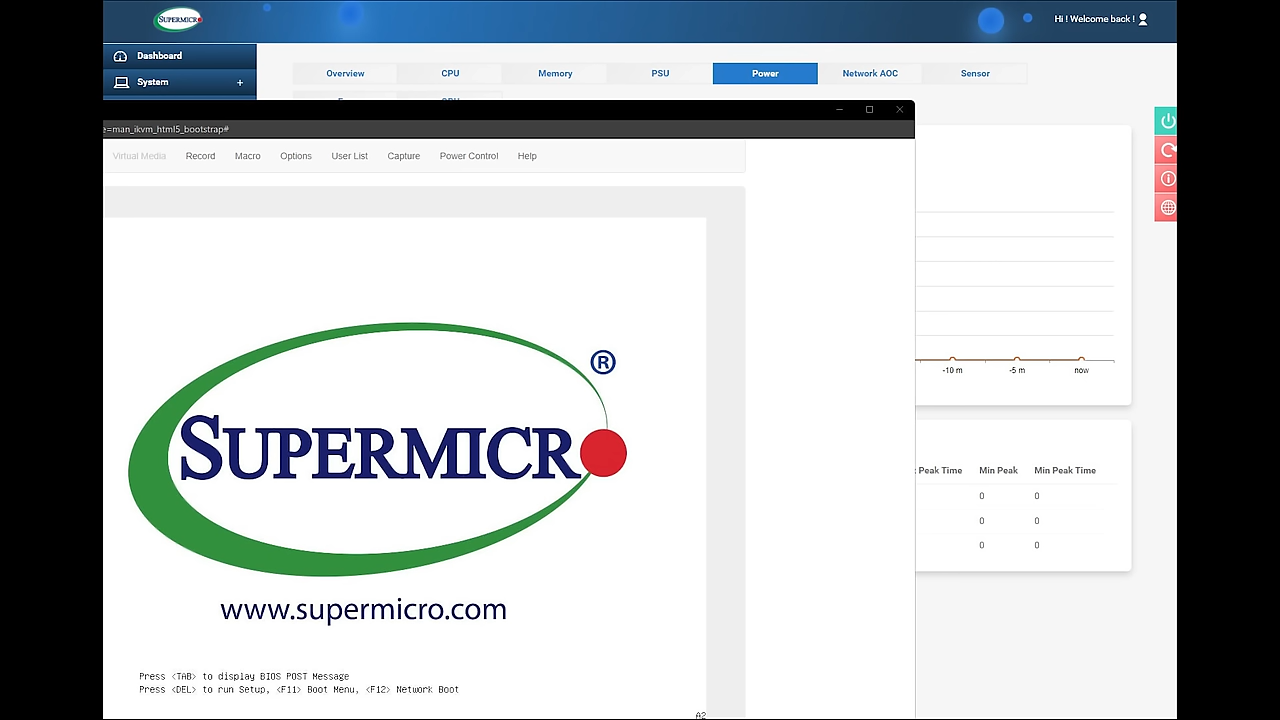 SUPERMICRO
Hi ! Welcome back !
Dashboard
System +
Overview CPU Memory PSU Power Network AOC Sensor
e=man_ikvm_html5_bootstrap#
Virtual Media Record Macro Options User List Capture Power Control Help
SUPERMICR
®
www.supermicro.com
Press <TAB> to display BIOS POST Message
Press <DEL> to run Setup, <F11> Boot Menu, <F12> Network Boot
A2
-10 m -5 m now
Peak Time Min Peak Min Peak Time
0 0
0 0
0 0